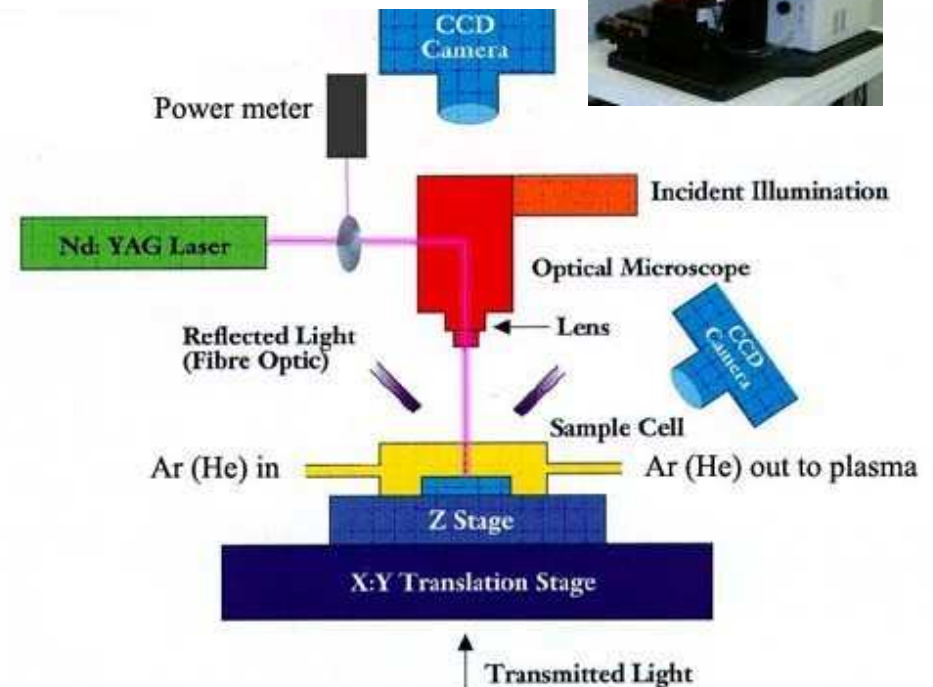 CCD
Camera
Power meter
Incident Illumination
Nd: YAG Laser
Optical Microscope
Lens
Reflected Light
(Fibre Optic)
CCD
Camera
Sample Cell
Ar (He) in
Ar (He) out to plasma
Z Stage
X:Y Translation Stage
Transmitted Light